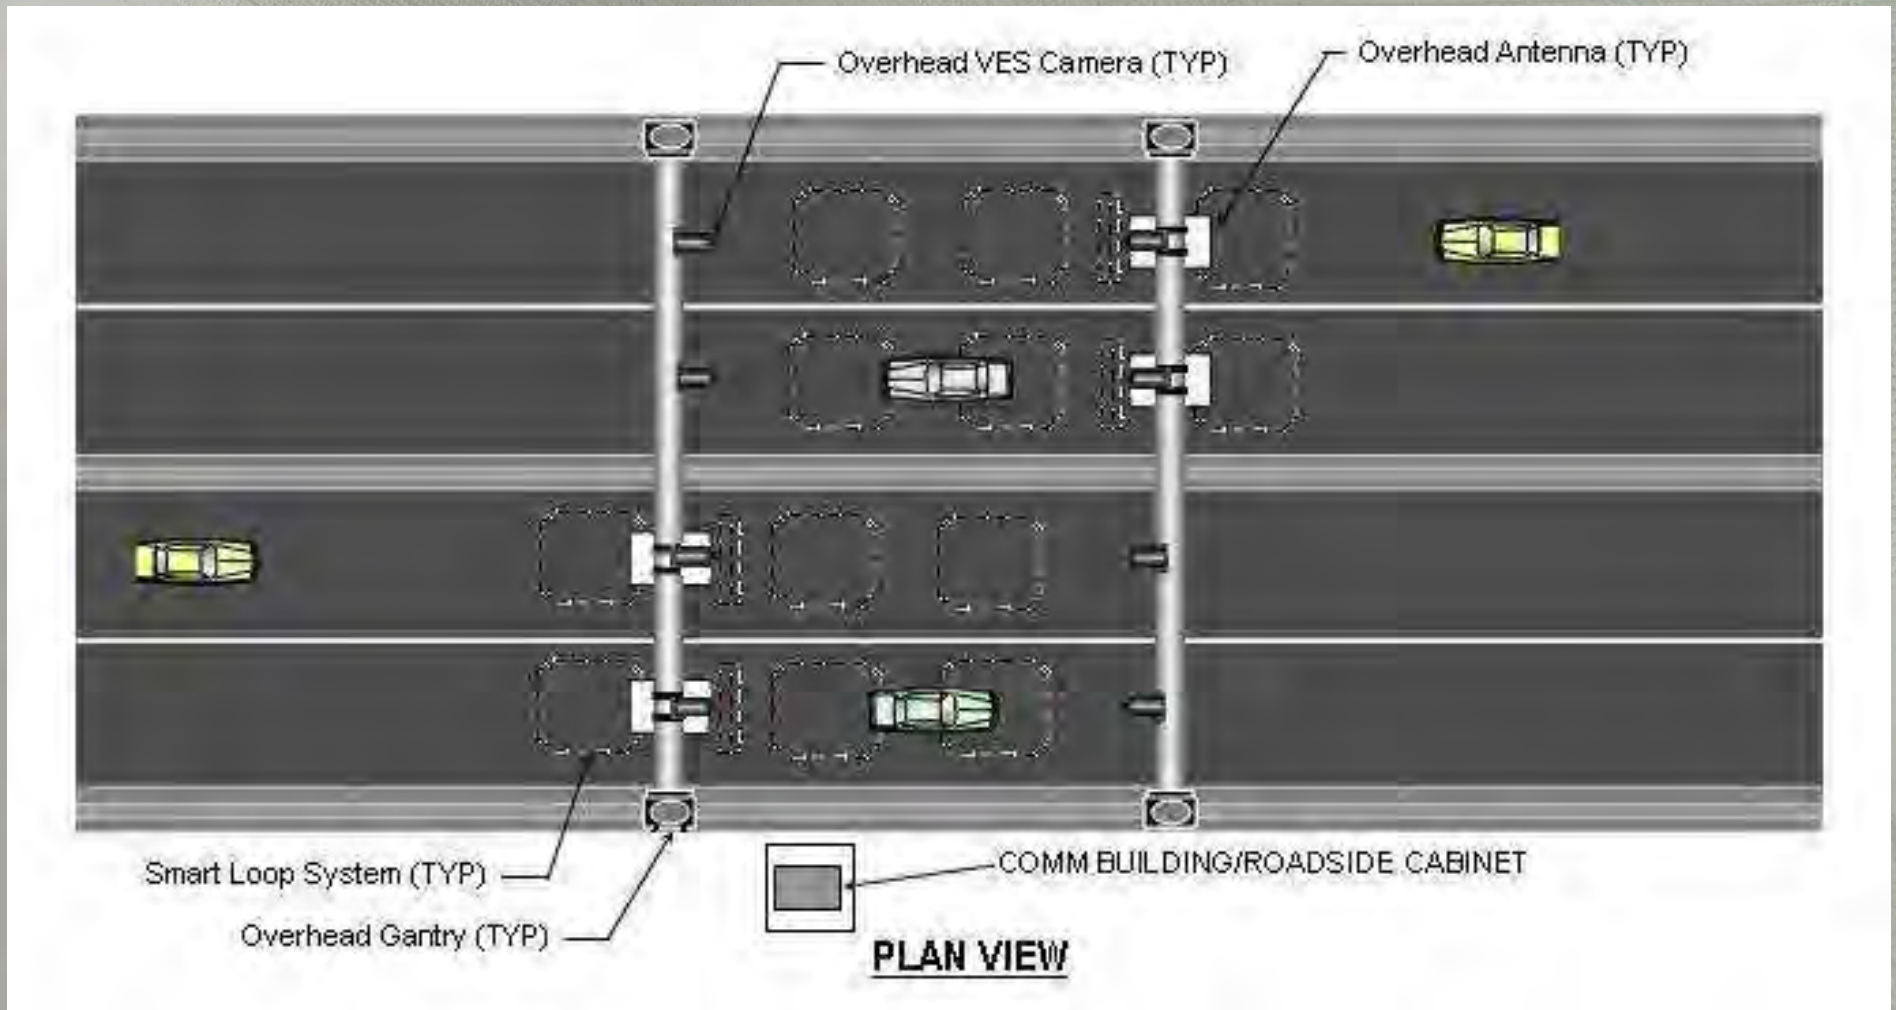 Overhead VES Camera (TYP)
Overhead Antenna (TYP)
Smart Loop System (TYP)
COMM BUILDING/ROADSIDE CABINET
Overhead Gantry (TYP)
PLAN VIEW